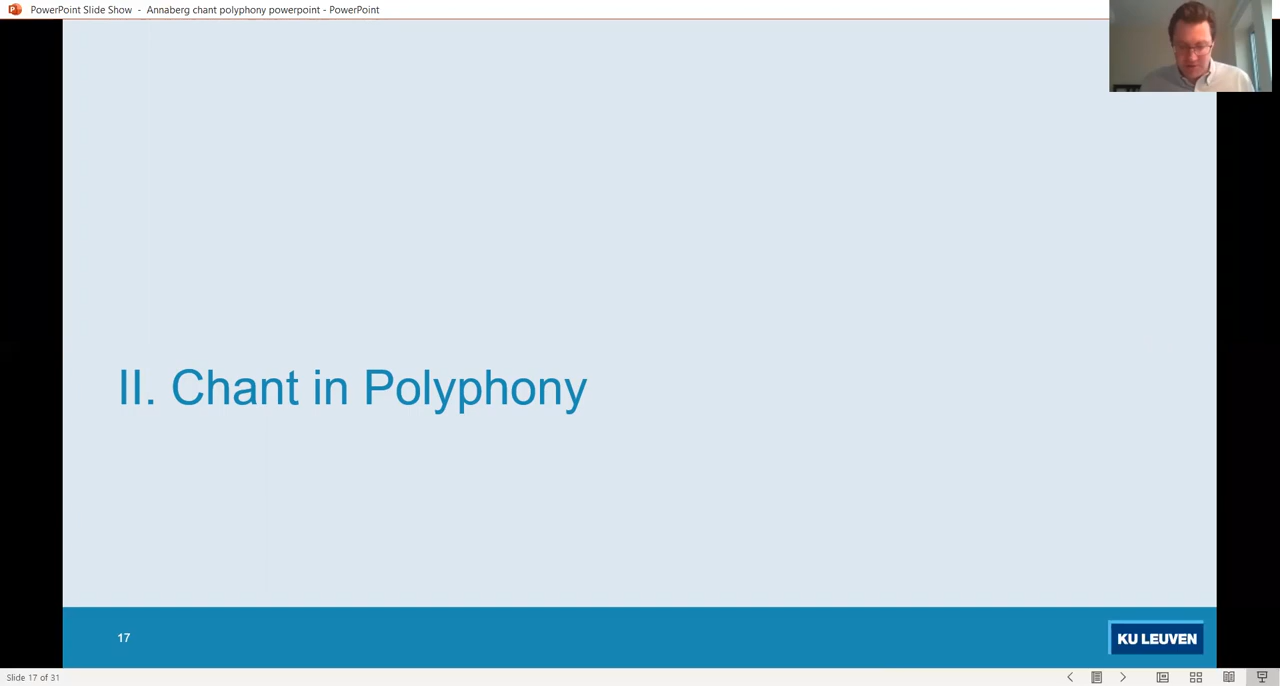 PowerPoint Slide Show - Annaberg chant polyphony powerpoint - PowerPoint
II. Chant in Polyphony
17
KU LEUVEN
Slide 17 of 31